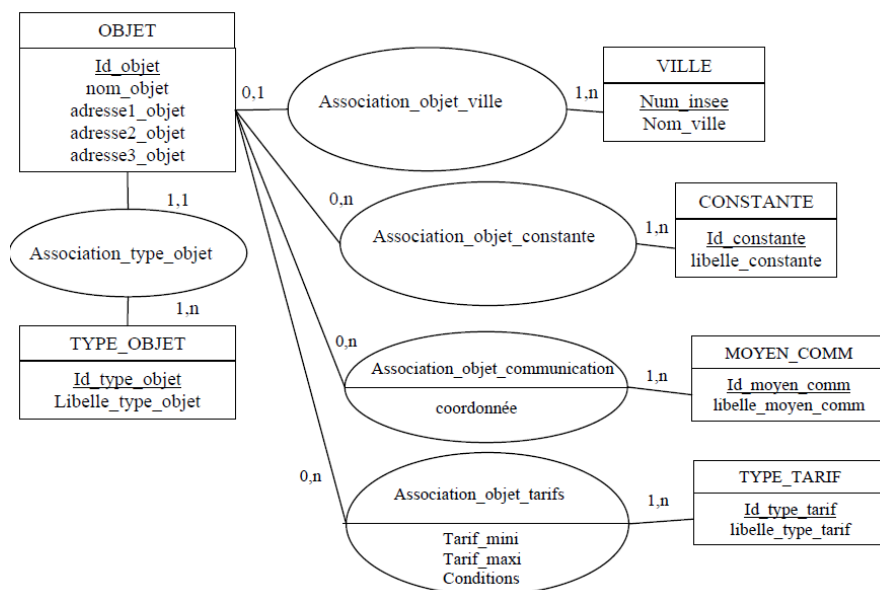 OBJET
Id_objet
nom_objet
adresse1_objet
adresse2_objet
adresse3_objet
0,1
Association_objet_ville
1,n
VILLE
Num_insee
Nom_ville
1,1
Association_type_objet
1,n
TYPE_OBJET
Id_type_objet
Libelle_type_objet
0,n
Association_objet_constante
1,n
CONSTANTE
Id_constante
libelle_constante
0,n
Association_objet_communication
coordonnée
1,n
MOYEN_COMM
Id_moyen_comm
libelle_moyen_comm
0,n
Association_objet_tarifs
Tarif_mini
Tarif_maxi
Conditions
1,n
TYPE_TARIF
Id_type_tarif
libelle_type_tarif